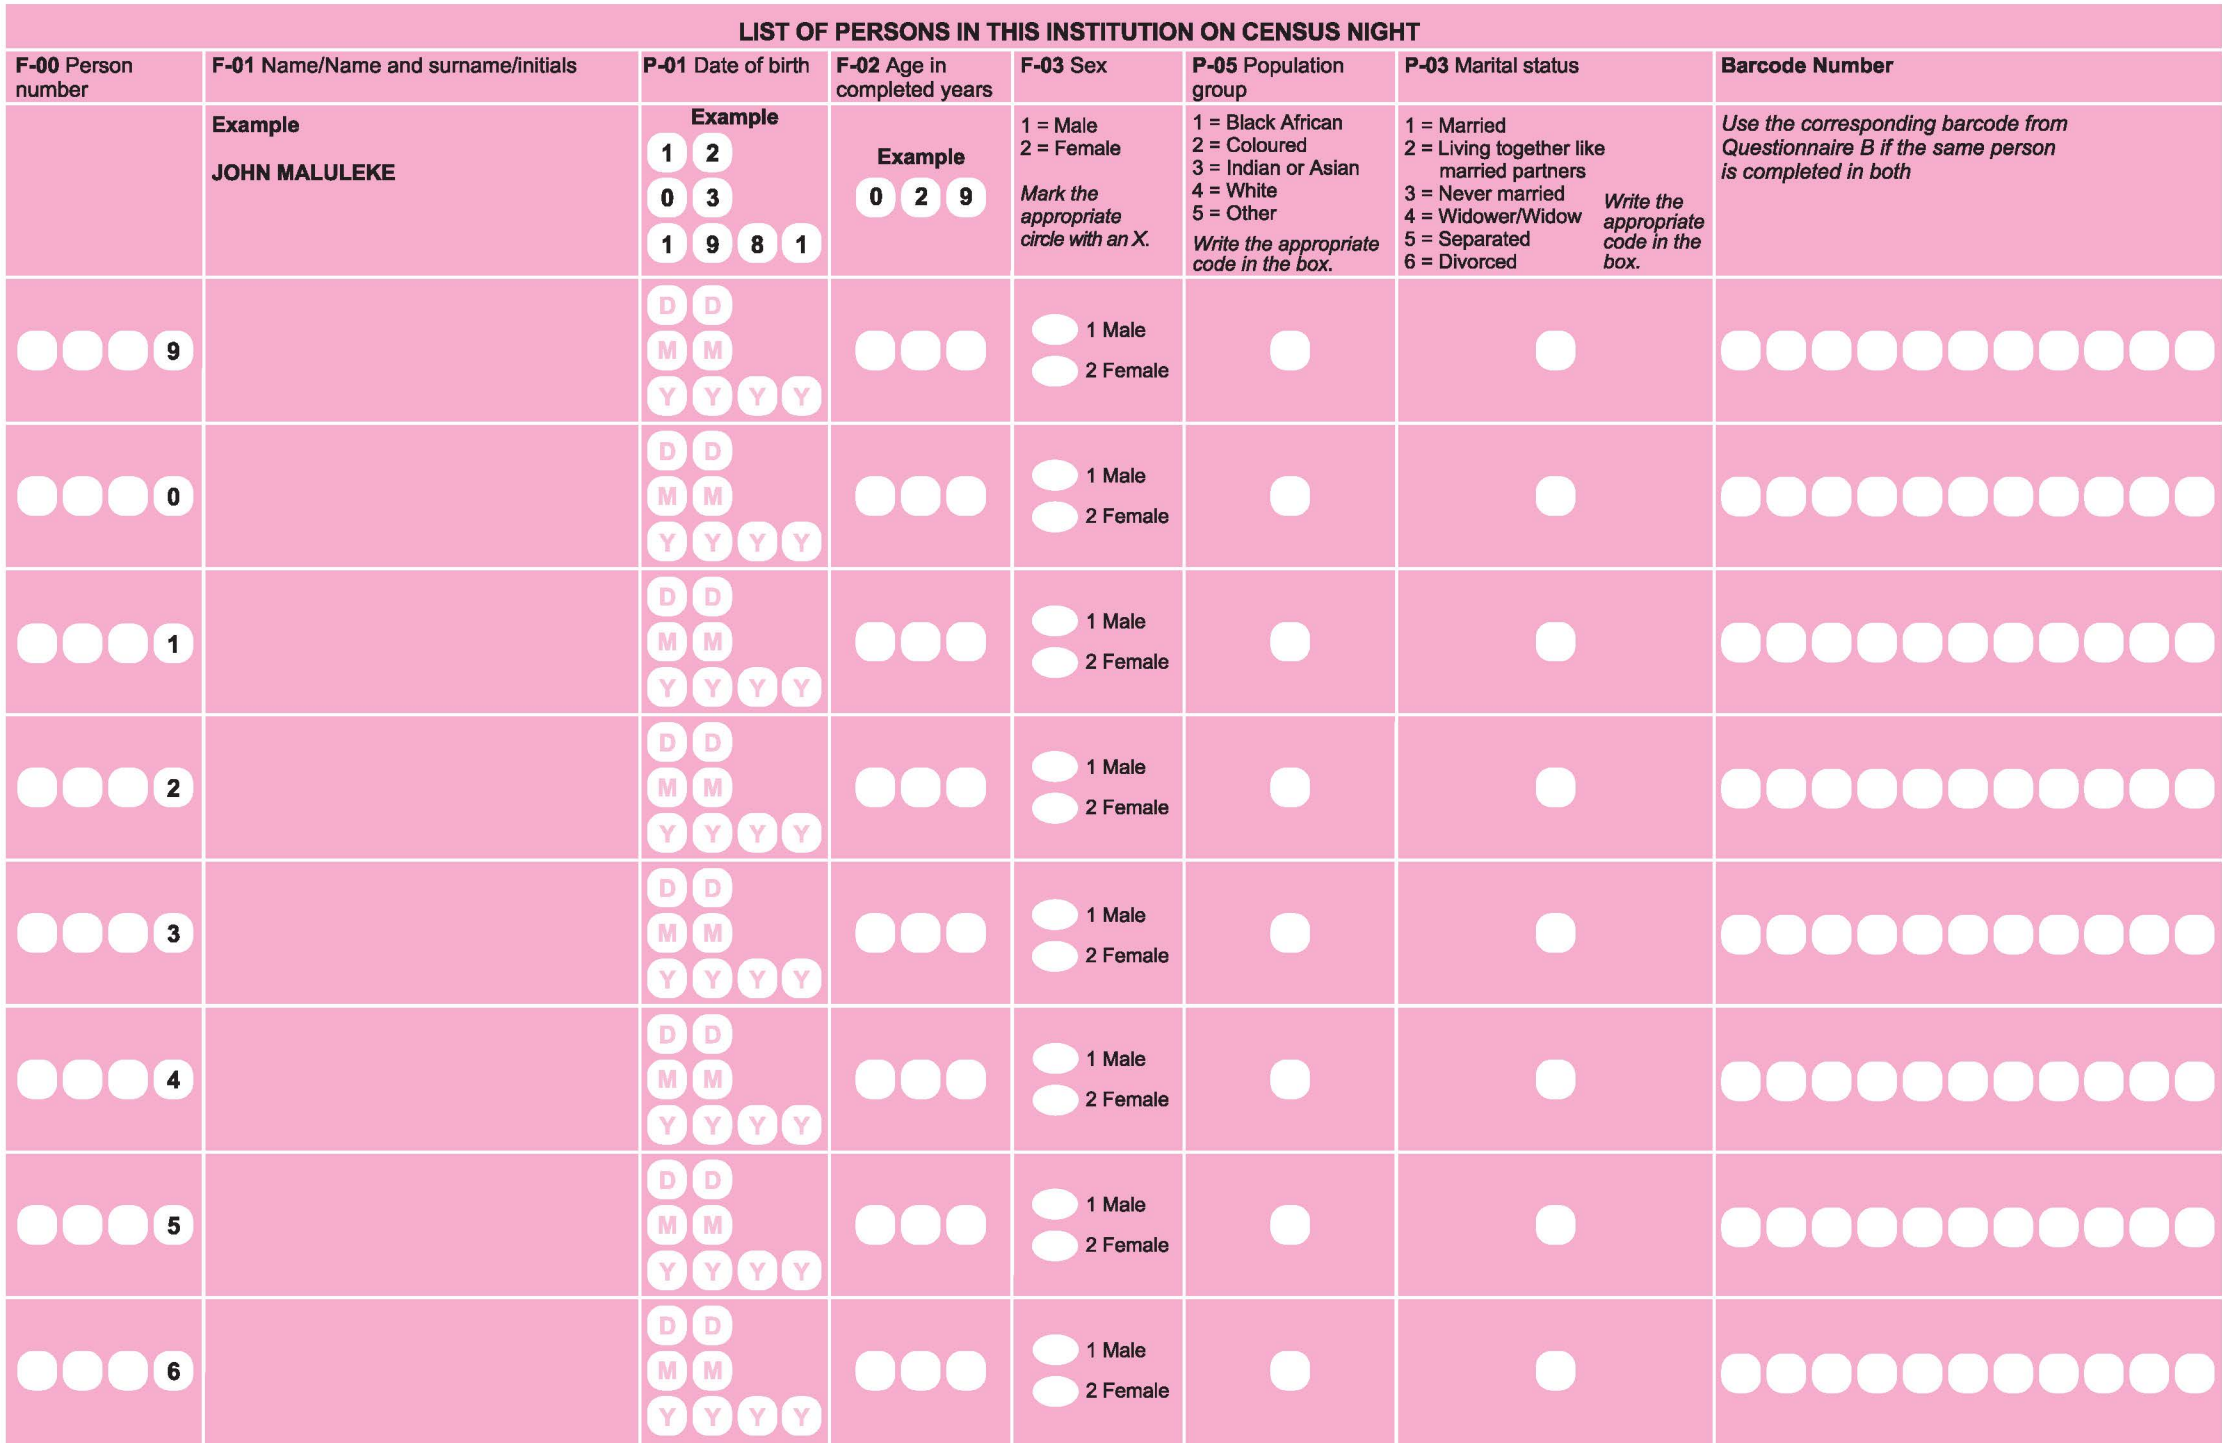 LIST OF PERSONS IN THIS INSTITUTION ON CENSUS NIGHT
F-00 Person
number
F-01 Name/Name and surname/initials
P-01 Date of birth
F-02 Age in
completed years
F-03 Sex
P-05 Population
group
P-03 Marital status
Barcode Number
Example
JOHN MALULEKE
Example
1 2
0 3
1 9 8 1
Example
0 2 9
1 = Male
2 = Female
Mark the
appropriate
circle with an X.
1 = Black African
2 = Coloured
3 = Indian or Asian
4 = White
5 = Other
Write the appropriate
code in the box.
1 = Married
2 = Living together like
married partners
3 = Never married
4 = Widower/Widow
5 = Separated
6 = Divorced
Write the
appropriate
code in the
box.
Use the corresponding barcode from
Questionnaire B if the same person
is completed in both
9
D D
M M
Y Y Y Y
1 Male
2 Female
0
D D
M M
Y Y Y Y
1 Male
2 Female
1
D D
M M
Y Y Y Y
1 Male
2 Female
2
D D
M M
Y Y Y Y
1 Male
2 Female
3
D D
M M
Y Y Y Y
1 Male
2 Female
4
D D
M M
Y Y Y Y
1 Male
2 Female
5
D D
M M
Y Y Y Y
1 Male
2 Female
6
D D
M M
Y Y Y Y
1 Male
2 Female